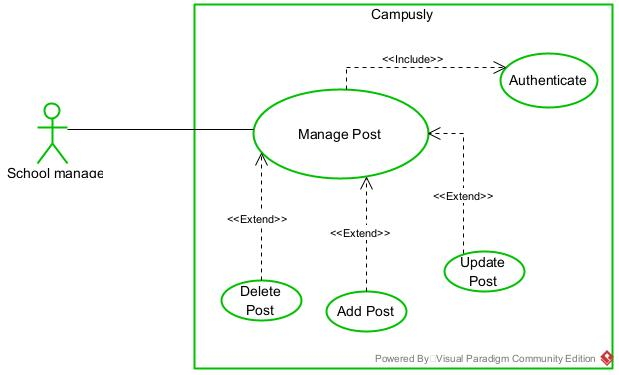 Campusly
<<Include>>
Authenticate
Manage Post
School manage
<<Extend>>
<<Extend>>
<<Extend>>
Update
Post
Delete
Post
Add Post
Powered By Visual Paradigm Community Edition